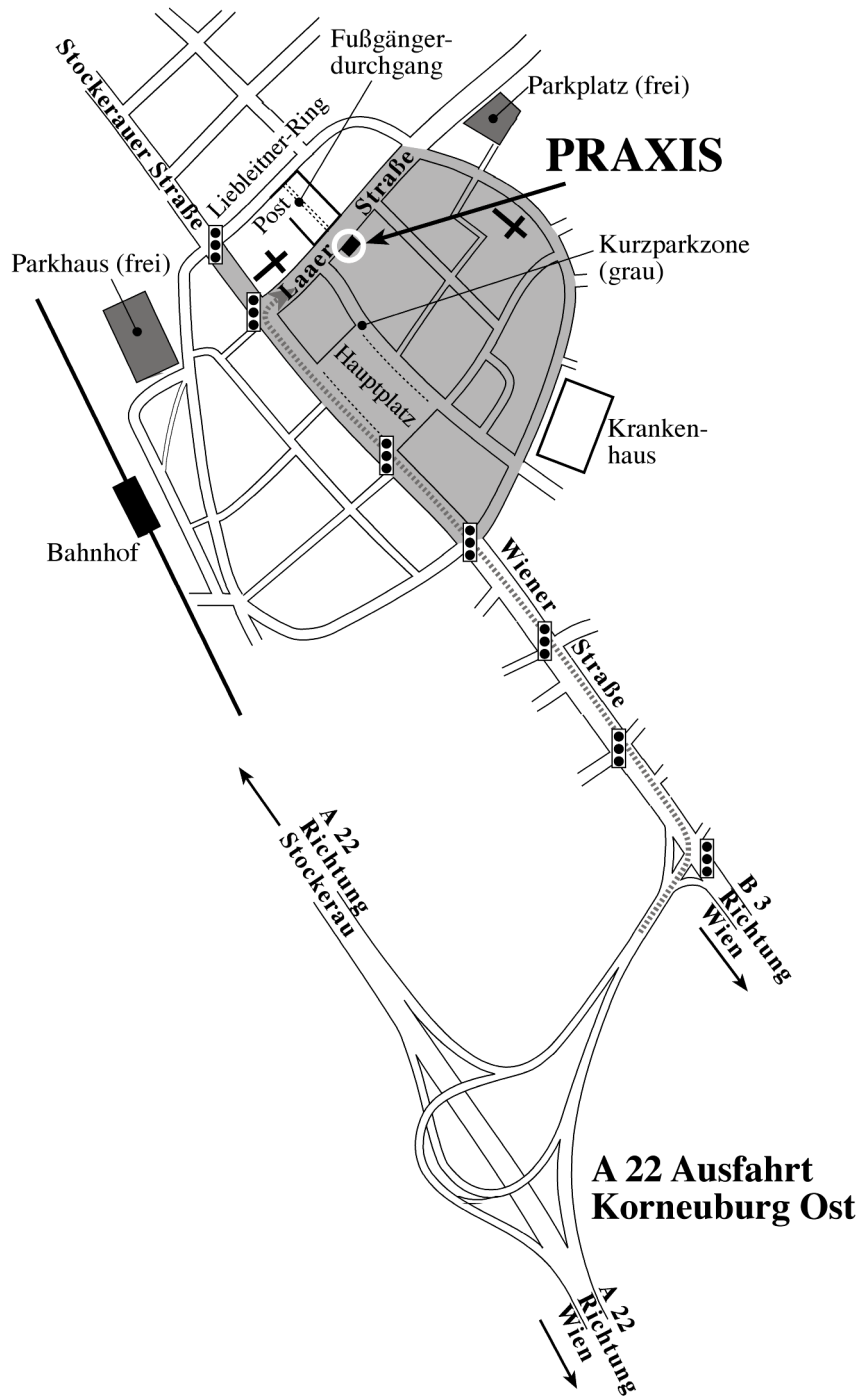 Fußgänger-
durchgang
Stockerauer Straße
Parkplatz (frei)
Liebleitner-Ring
PRAXIS
Post
Laaer Straße
Kurzparkzone
(grau)
Parkhaus (frei)
Hauptplatz
Kranken-
haus
Bahnhof
Wiener Straße
A 22
Richtung
Stockerau
B 3
Richtung
Wien
A 22 Ausfahrt
Korneuburg Ost
A 22
Richtung
Wien